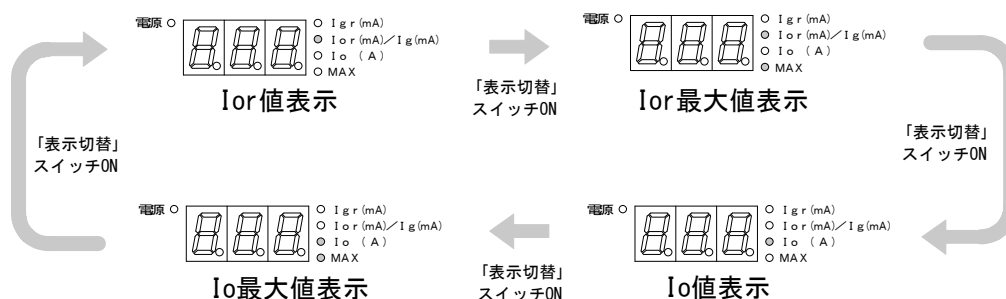 電源
Igr(mA)
Ior(mA)／Ig(mA)
Io （A）
MAX
Ior値表示
「表示切替」
スイッチON
電源
Igr(mA)
Ior(mA)／Ig(mA)
Io （A）
MAX
Ior最大値表示
「表示切替」
スイッチON
「表示切替」
スイッチON
電源
Igr(mA)
Ior(mA)／Ig(mA)
Io （A）
MAX
Io最大値表示
「表示切替」
スイッチON
電源
Igr(mA)
Ior(mA)／Ig(mA)
Io （A）
MAX
Io値表示